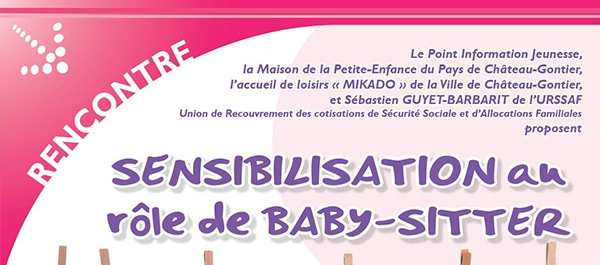 RENCONTRE
Le Point Information Jeunesse,
la Maison de la Petite-Enfance du Pays de Château-Gontier,
l'accueil de loisirs « MIKADO » de la Ville de Château-Gontier,
et Sébastien GUYET-BARBARIT de l'URSSAF
Union de Recouvrement des cotisations de Sécurité Sociale et d'Allocations Familiales
proposent
SENSIBILISATION au
rôle de BABY-SITTER